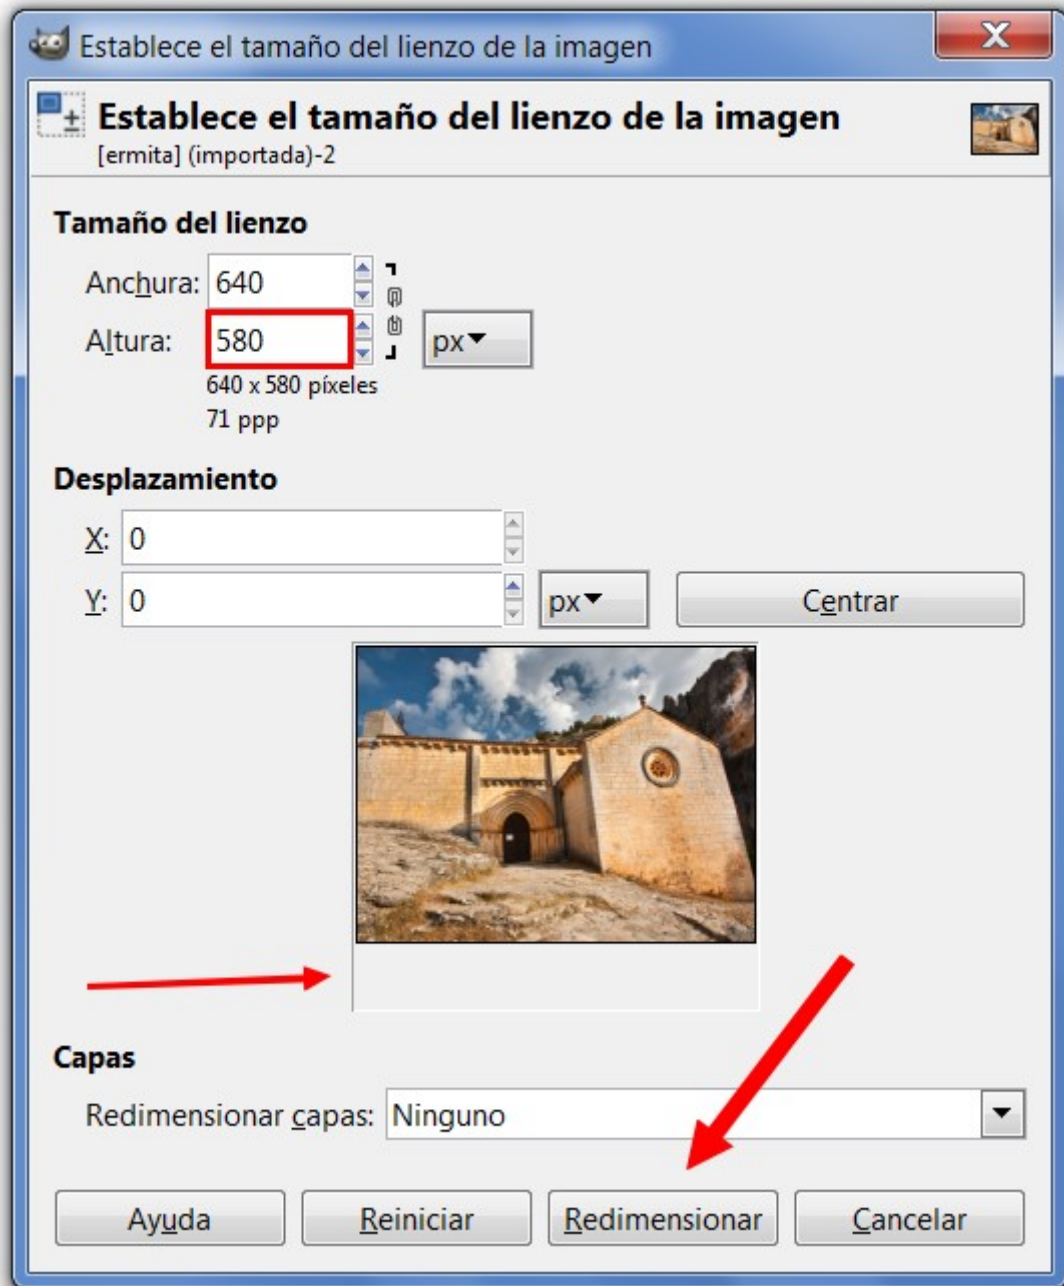 Establece el tamaño del lienzo de la imagen
Establece el tamaño del lienzo de la imagen
[ermita] (importada)-2
Tamaño del lienzo
Anchura: 640
Altura: 580 px
640 x 580 píxeles
71 ppp
Desplazamiento
X: 0
Y: 0 px Centrar
Capas
Redimensionar capas: Ninguno
Ayuda Reiniciar Redimensionar Cancelar